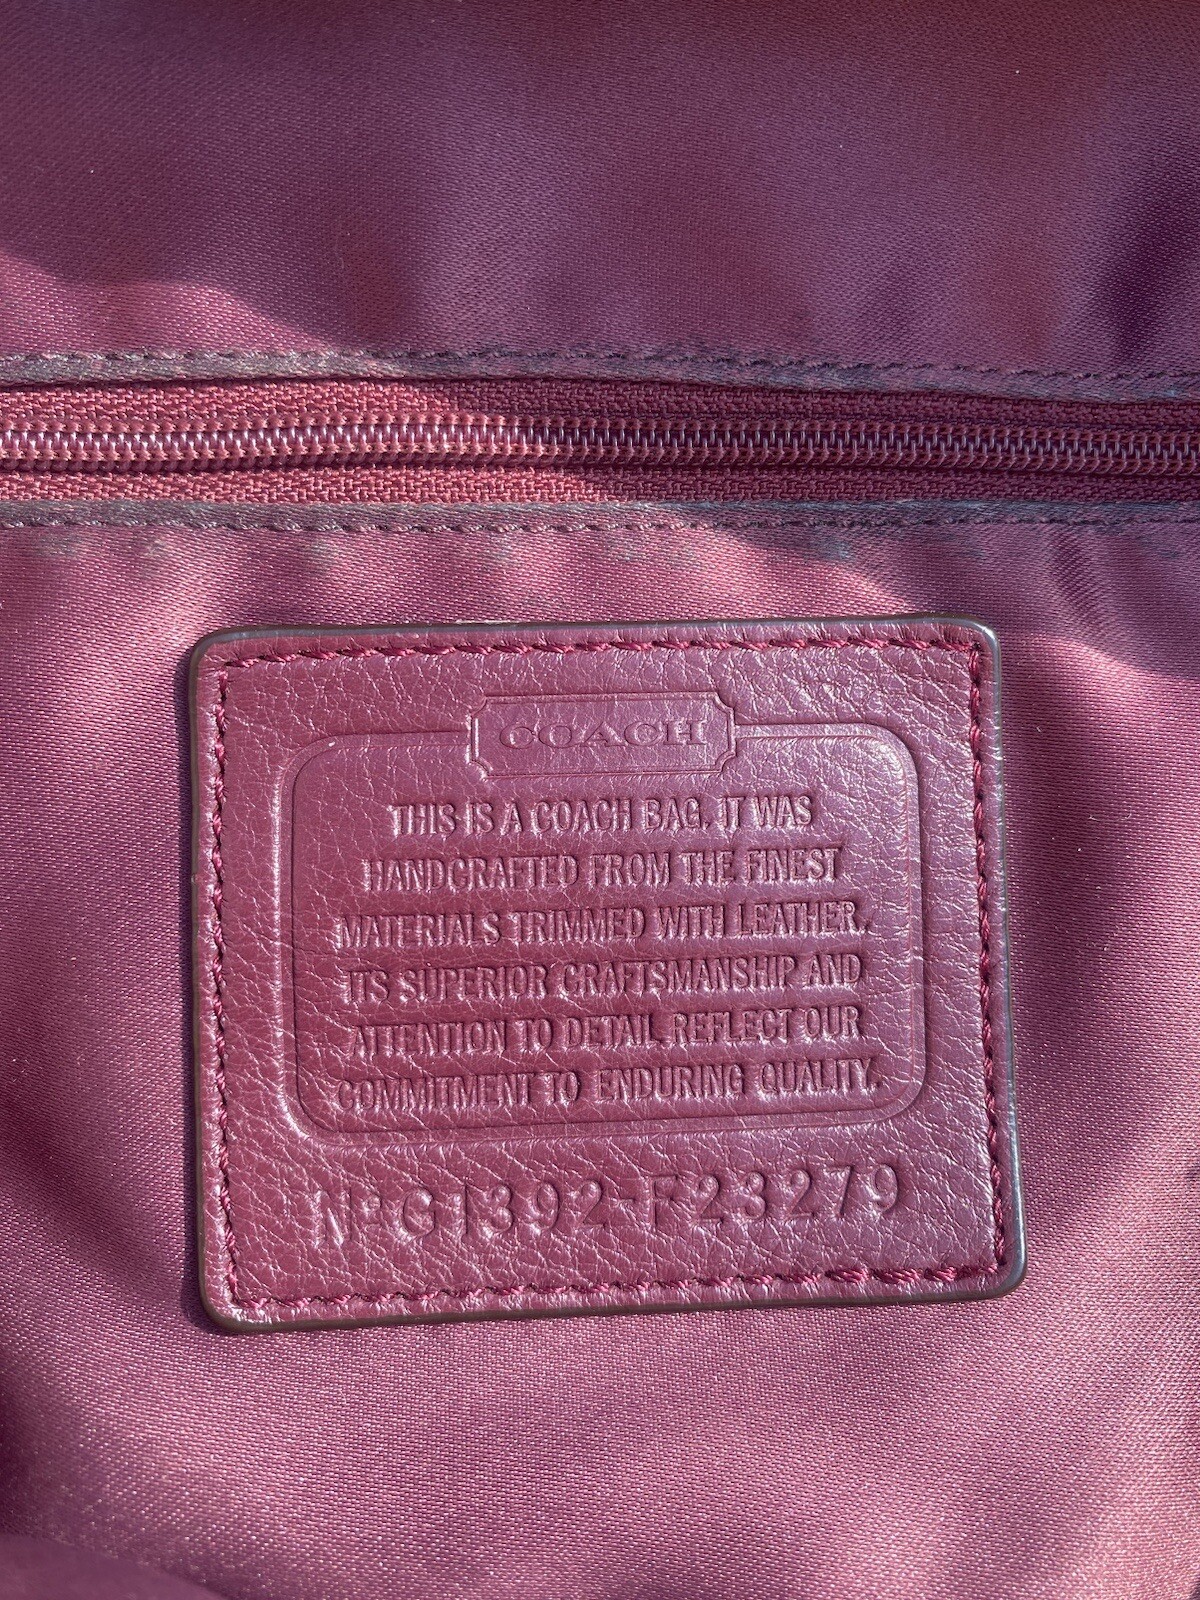 COACH
THIS IS A COACH BAG. IT WAS
HANDCRAFTED FROM THE FINEST
MATERIALS TRIMMED WITH LEATHER.
ITS SUPERIOR CRAFTSMANSHIP AND
ATTENTION TO DETAIL REFLECT OUR
COMMITMENT TO ENDURING QUALITY.
Nº G1392-F23279